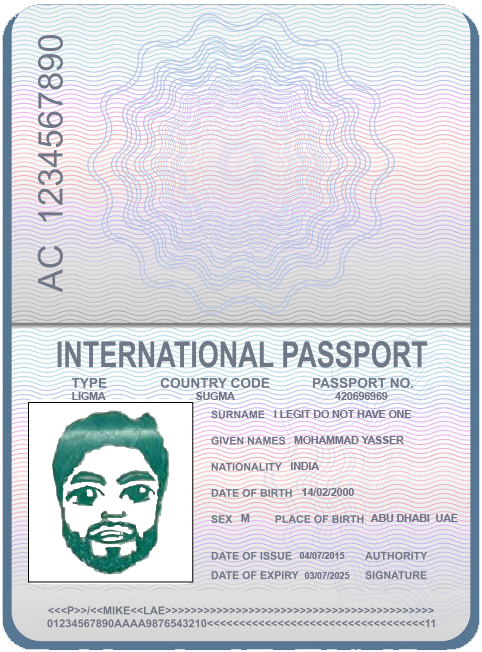 AC 1234567890
INTERNATIONAL PASSPORT
TYPE COUNTRY CODE PASSPORT NO.
LIGMA SUGMA 420696969
SURNAME I LEGIT DO NOT HAVE ONE
GIVEN NAMES MOHAMMAD YASSER
NATIONALITY INDIA
DATE OF BIRTH 14/02/2000
SEX M PLACE OF BIRTH ABU DHABI UAE
DATE OF ISSUE 04/07/2015 AUTHORITY
DATE OF EXPIRY 03/07/2025 SIGNATURE
<<<P>>/<<MIKE<<LAE>>>>>>>>>>>>>>>>>>>>>>>>>>>>>>>>>>>>>>>>>
01234567890AAAA9876543210<<<<<<<<<<<<<<<<<<<<<<<<<<<<<<<<<<11